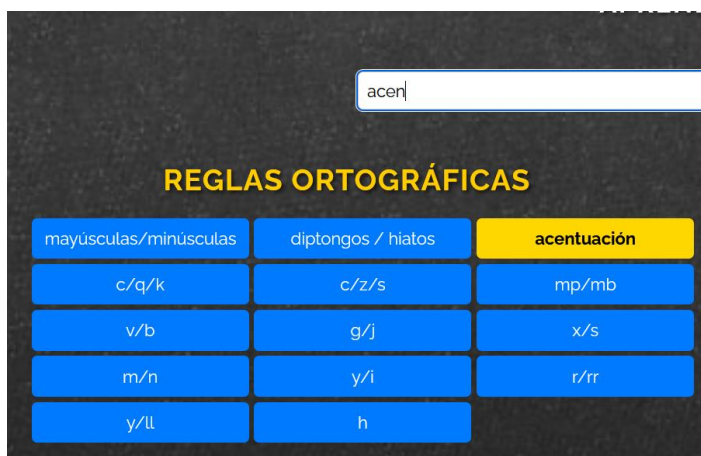 acen
REGLAS ORTOGRÁFICAS
mayúsculas/minúsculas diptongos / hiatos acentuación
c/q/k c/z/s mp/mb
v/b g/j x/s
m/n y/i r/rr
y/ll h